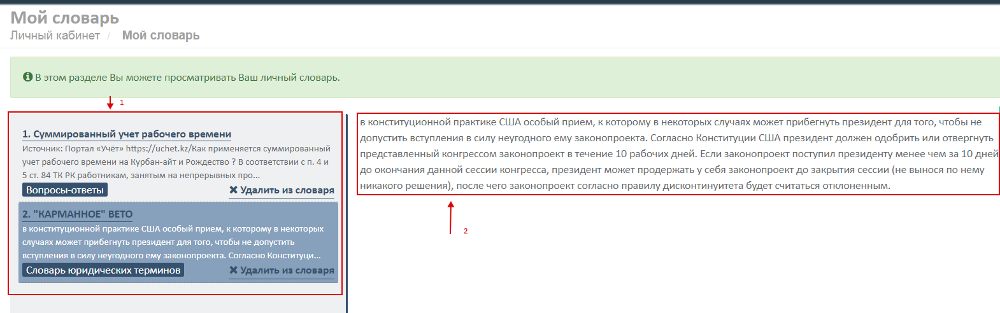 Мой словарь
Личный кабинет / Мой словарь
В этом разделе Вы можете просматривать Ваш личный словарь.
1
1. Суммированный учет рабочего времени
Источник: Портал «Учёт» https://uchet.kz/Как применяется суммированный
учет рабочего времени на Курбан-айт и Рождество ? В соответствии с п. 4 и
5 ст. 84 ТК РК работникам, занятым на непрерывных про...
Вопросы-ответы ✖ Удалить из словаря
2. "КАРМАННОЕ" ВЕТО
в конституционной практике США особый прием, к которому в некоторых
случаях может прибегнуть президент для того, чтобы не допустить
вступления в силу неугодного ему законопроекта. Согласно Конституци...
Словарь юридических терминов ✖ Удалить из словаря
в конституционной практике США особый прием, к которому в некоторых случаях может прибегнуть президент для того, чтобы не
допустить вступления в силу неугодного ему законопроекта. Согласно Конституции США президент должен одобрить или отвергнуть
представленный конгрессом законопроект в течение 10 рабочих дней. Если законопроект поступил президенту менее чем за 10 дней
до окончания данной сессии конгресса, президент может продержать у себя законопроект до закрытия сессии (не вынося по нему
никакого решения), после чего законопроект согласно правилу дисконтинуитета будет считаться отклоненным.
2